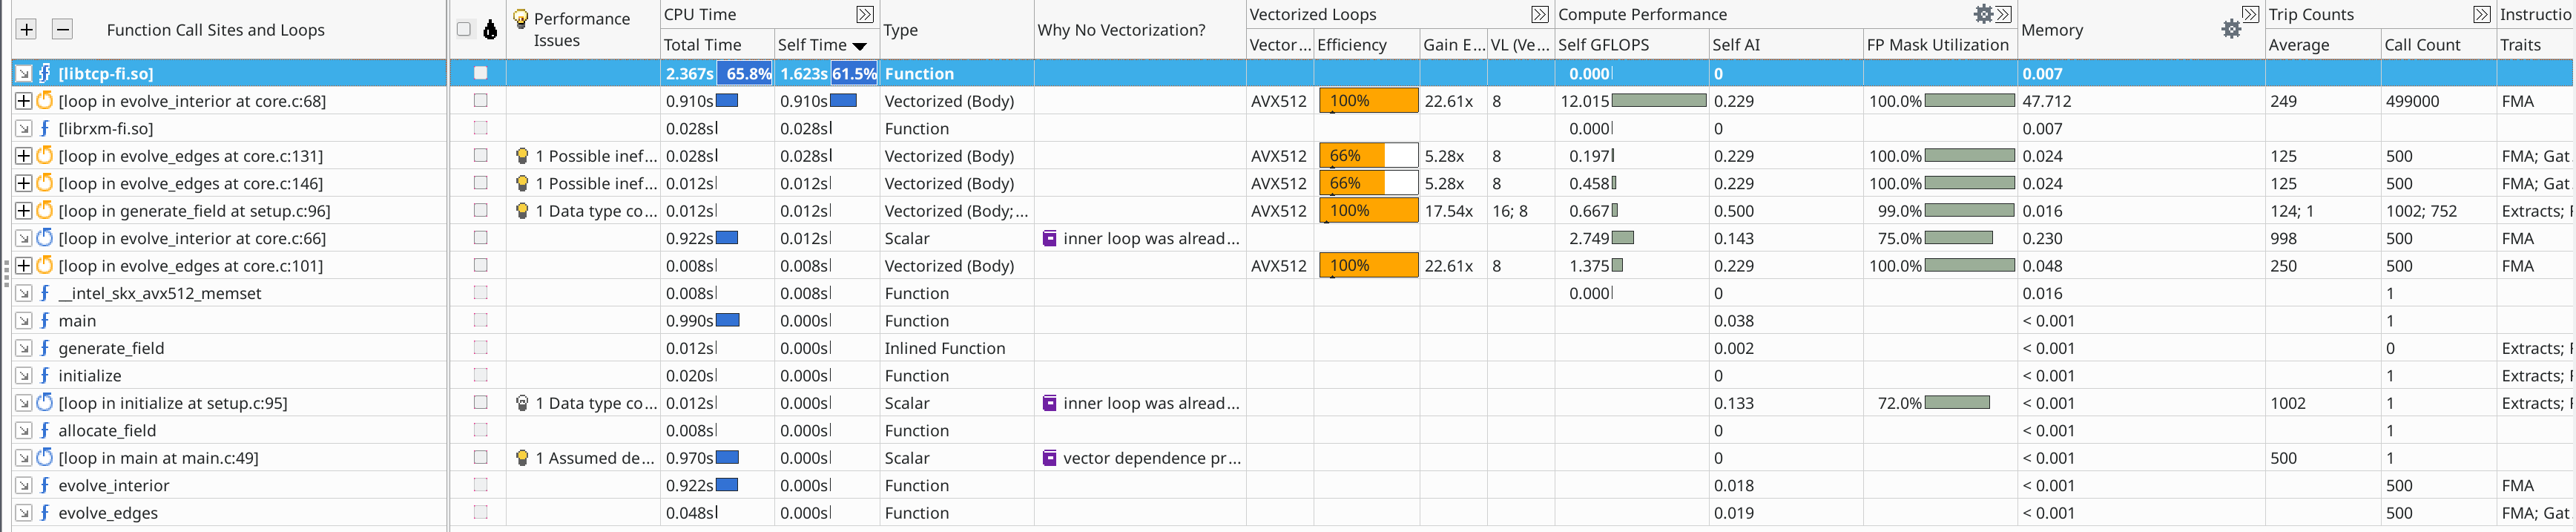 Function Call Sites and Loops Performance Issues CPU Time Type Why No Vectorization? Vectorized Loops Compute Performance Memory Trip Counts Instructio
Total Time Self Time Vector... Efficiency Gain E... VL (Ve... Self GFLOPS Self AI FP Mask Utilization Average Call Count Traits
[libtcp-fi.so] 2.367s 65.8% 1.623s 61.5% Function 0.000 0 0.007
[loop in evolve_interior at core.c:68] 0.910s 0.910s Vectorized (Body) AVX512 100% 22.61x 8 12.015 0.229 100.0% 47.712 249 499000 FMA
[librxm-fi.so] 0.028s 0.028s Function 0.000 0 0.007
[loop in evolve_edges at core.c:131] 1 Possible inef... 0.028s 0.028s Vectorized (Body) AVX512 66% 5.28x 8 0.197 0.229 100.0% 0.024 125 500 FMA; Gat
[loop in evolve_edges at core.c:146] 1 Possible inef... 0.012s 0.012s Vectorized (Body) AVX512 66% 5.28x 8 0.458 0.229 100.0% 0.024 125 500 FMA; Gat
[loop in generate_field at setup.c:96] 1 Data type co... 0.012s 0.012s Vectorized (Body;... AVX512 100% 17.54x 16; 8 0.667 0.500 99.0% 0.016 124; 1 1002; 752 Extracts;
[loop in evolve_interior at core.c:66] 0.922s 0.012s Scalar inner loop was alread... 2.749 0.143 75.0% 0.230 998 500 FMA
[loop in evolve_edges at core.c:101] 0.008s 0.008s Vectorized (Body) AVX512 100% 22.61x 8 1.375 0.229 100.0% 0.048 250 500 FMA
__intel_skx_avx512_memset 0.008s 0.008s Function 0.000 0 0.016 1
main 0.990s 0.000s Function 0.038 < 0.001 1
generate_field 0.012s 0.000s Inlined Function 0.002 < 0.001 0 Extracts;
initialize 0.020s 0.000s Function 0 < 0.001 1 Extracts;
[loop in initialize at setup.c:95] 1 Data type co... 0.012s 0.000s Scalar inner loop was alread... 0.133 72.0% < 0.001 1002 1 Extracts;
allocate_field 0.008s 0.000s Function 0 < 0.001 1
[loop in main at main.c:49] 1 Assumed de... 0.970s 0.000s Scalar vector dependence pr... 0 < 0.001 500 1
evolve_interior 0.922s 0.000s Function 0.018 < 0.001 500 FMA
evolve_edges 0.048s 0.000s Function 0.019 < 0.001 500 FMA; Gat